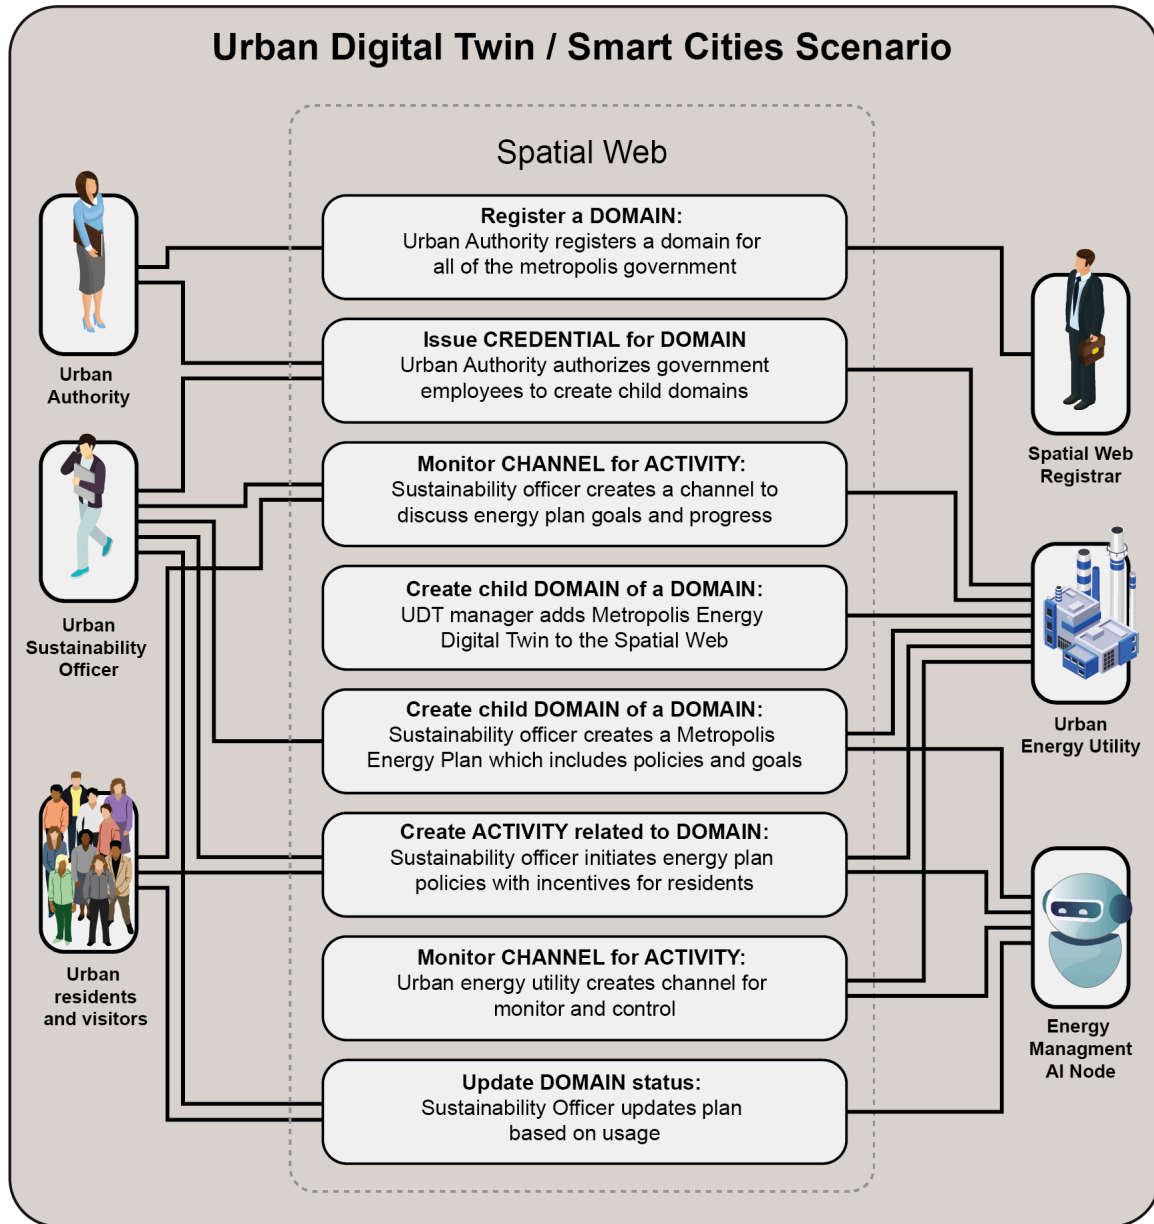 Urban Digital Twin / Smart Cities Scenario
Spatial Web
Register a DOMAIN:
Urban Authority registers a domain for
all of the metropolis government
Issue CREDENTIAL for DOMAIN
Urban Authority authorizes government
employees to create child domains
Monitor CHANNEL for ACTIVITY:
Sustainability officer creates a channel to
discuss energy plan goals and progress
Create child DOMAIN of a DOMAIN:
UDT manager adds Metropolis Energy
Digital Twin to the Spatial Web
Create child DOMAIN of a DOMAIN:
Sustainability officer creates a Metropolis
Energy Plan which includes policies and goals
Create ACTIVITY related to DOMAIN:
Sustainability officer initiates energy plan
policies with incentives for residents
Monitor CHANNEL for ACTIVITY:
Urban energy utility creates channel for
monitor and control
Update DOMAIN status:
Sustainability Officer updates plan
based on usage
Urban
Authority
Urban
Sustainability
Officer
Urban
residents
and visitors
Spatial Web
Registrar
Urban
Energy Utility
Energy
Managment
AI Node